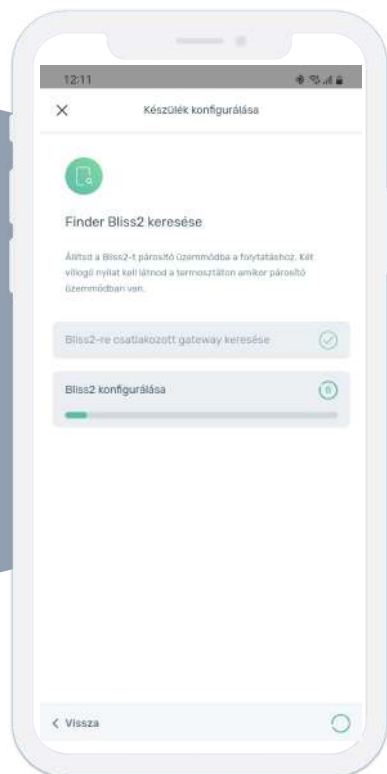 12:11
Készülék konfigurálása
Finder Bliss2 keresése
Állítsd a Bliss2-t párosító üzemmódba a folytatáshoz. Két
villogó nyilat kell látnod a termosztáton amikor párosító
üzemmódban van.
Bliss2-re csatlakozott gateway keresése
Bliss2 konfigurálása
Vissza